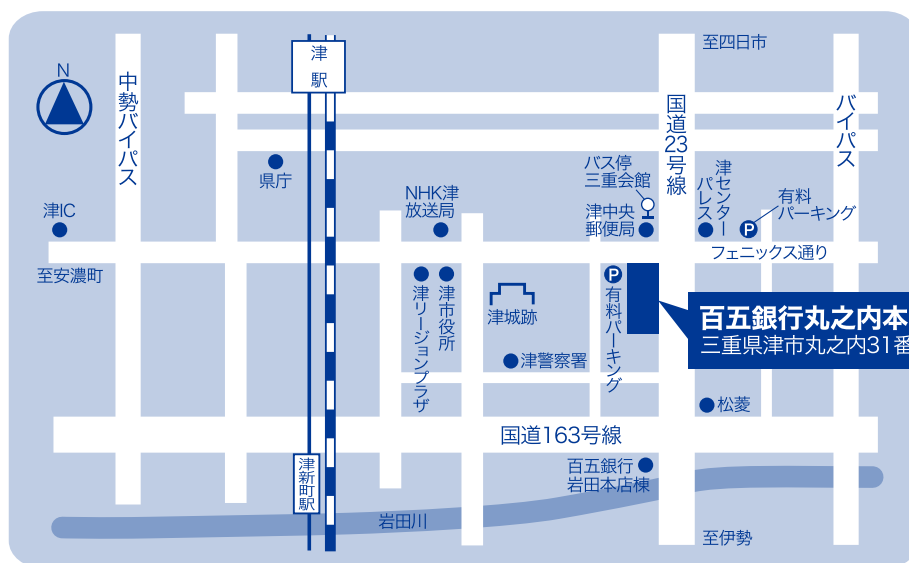 N
中勢バイパス
津駅
至四日市
国道23号線
バイパス
県庁
バス停
三重会館
津センター
パレス
有料
パーキング
P
NHK津
放送局
津中央
郵便局
津IC
フェニックス通り
至安濃町
津リージョンプラザ
津市役所
津城跡
P
有料パーキング
百五銀行丸之内本
三重県津市丸之内31番
津警察署
松菱
国道163号線
津新町駅
百五銀行
岩田本店棟
岩田川
至伊勢